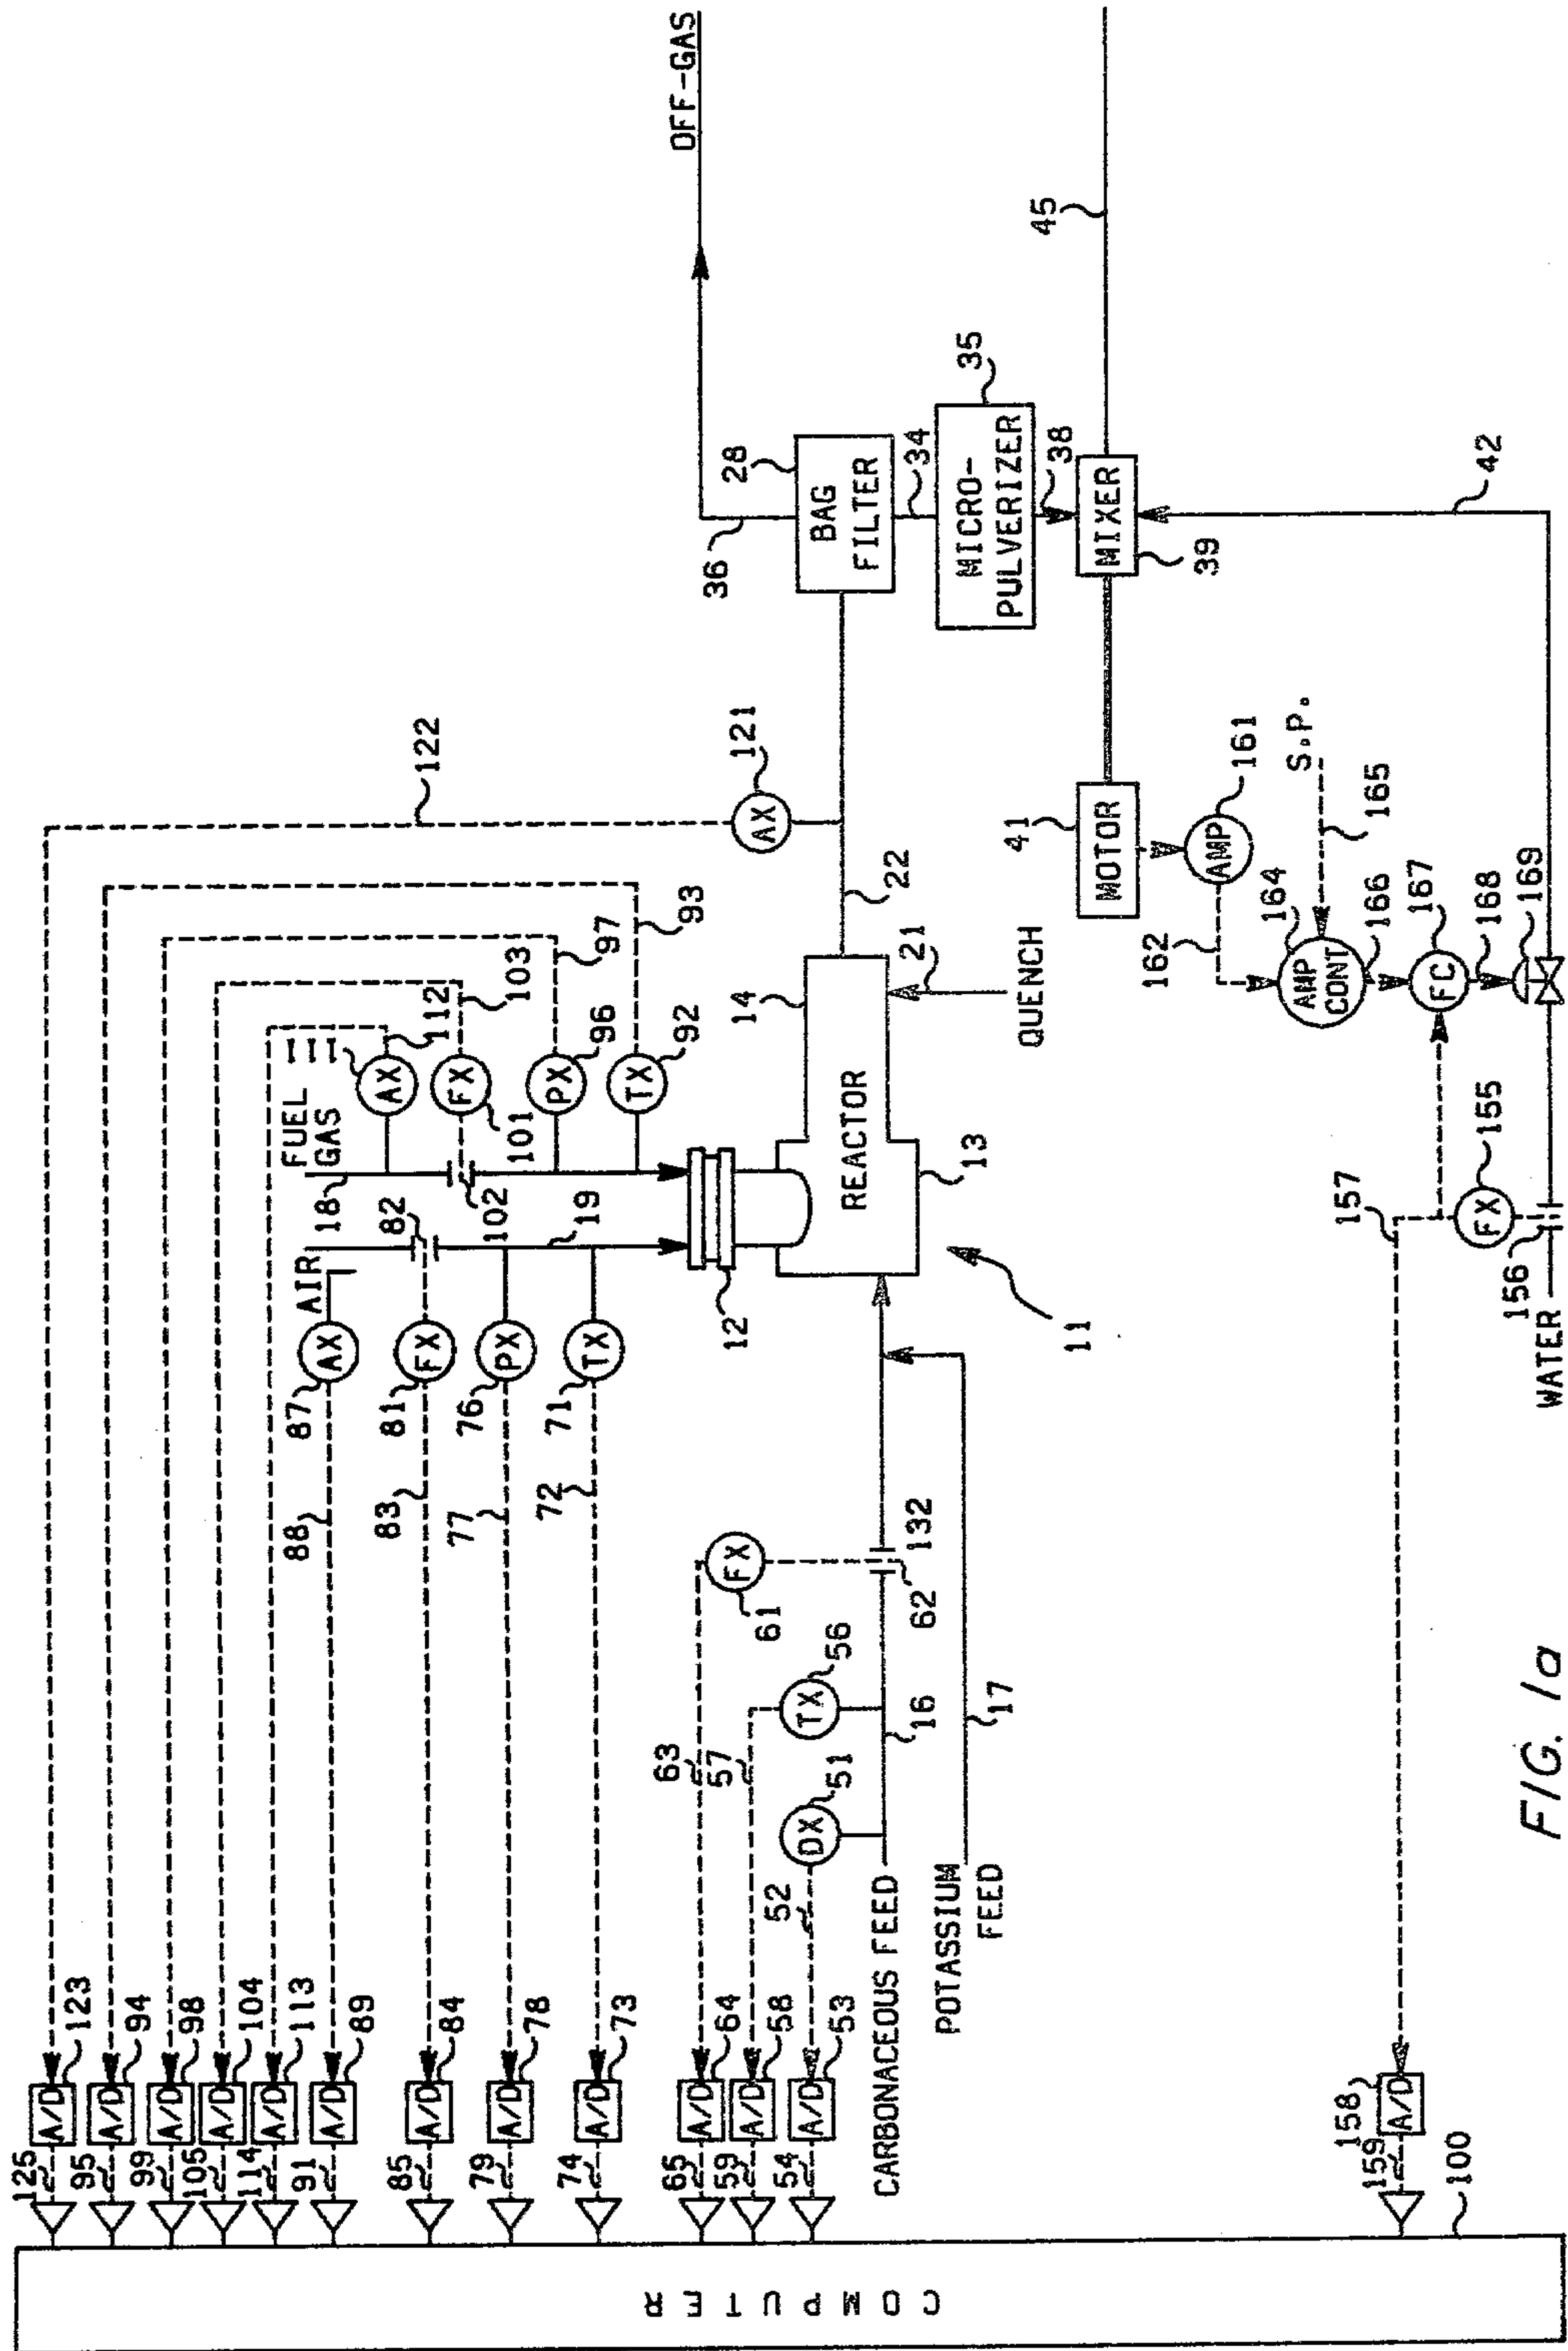 COMPUTER
100
125
A/D
123
95
A/D
94
99
A/D
98
105
A/D
104
114
A/D
113
91
A/D
89
85
A/D
84
79
A/D
78
74
A/D
73
65
A/D
64
59
A/D
58
54
A/D
53
159
A/D
158
122
93
97
103
112
111
AX
FX
101
PX
96
TX
92
FUEL
GAS
18
102
AIR
82
19
87
AX
88
81
FX
83
76
PX
77
71
TX
72
12
REACTOR
13
14
11
QUENCH
21
22
AX
121
63
FX
61
62
132
57
TX
56
52
DX
51
16
17
CARBONACEOUS FEED
POTASSIUM
FEED
OFF-GAS
36
28
BAG
FILTER
34
35
MICRO-
PULVERIZER
38
MIXER
39
45
42
MOTOR
41
AMP
161
162
AMP
CONT
164
S.P.
165
166
FC
167
168
169
157
FX
155
156
WATER
FIG. 1a